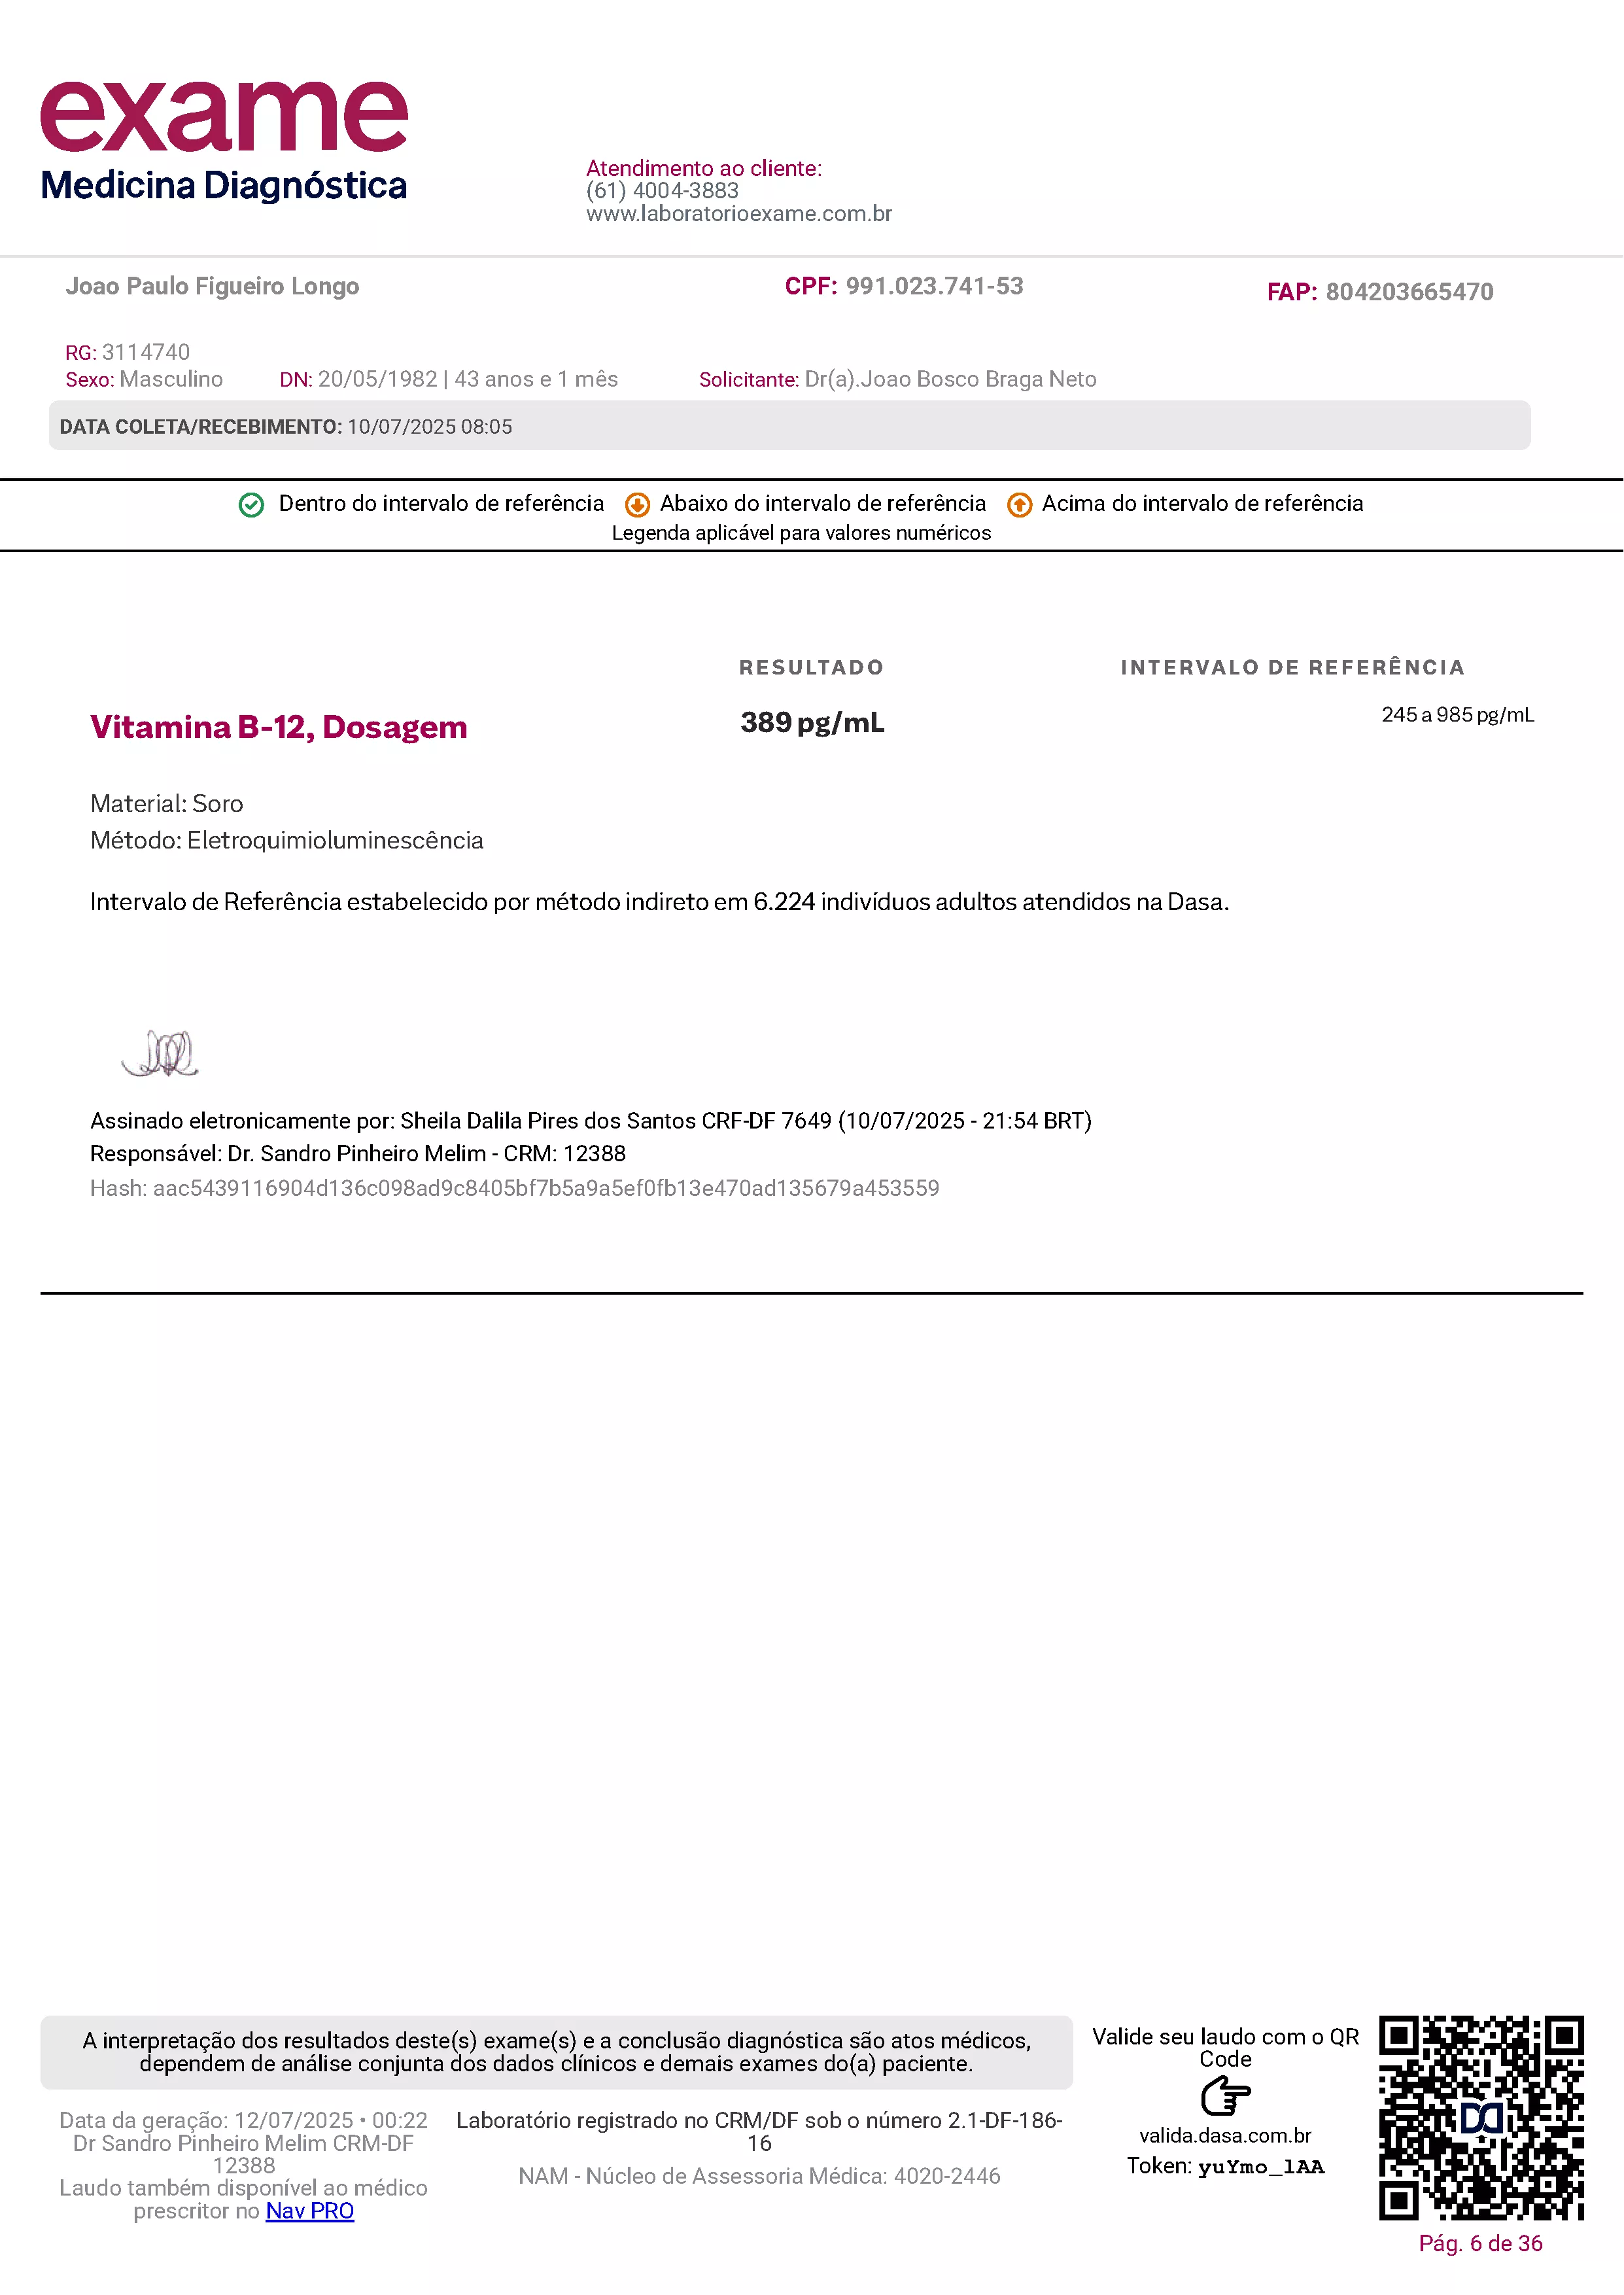 exame
Medicina Diagnóstica
Atendimento ao cliente:
(61) 4004-3883
www.laboratorioexame.com.br
Joao Paulo Figueiro Longo
CPF: 991.023.741-53
FAP: 804203665470
RG: 3114740
Sexo: Masculino DN: 20/05/1982 | 43 anos e 1 mês Solicitante: Dr(a).Joao Bosco Braga Neto
DATA COLETA/RECEBIMENTO: 10/07/2025 08:05
Dentro do intervalo de referência Abaixo do intervalo de referência Acima do intervalo de referência
Legenda aplicável para valores numéricos
RESULTADO INTERVALO DE REFERÊNCIA
Vitamina B-12, Dosagem 389 pg/mL 245 a 985 pg/mL
Material: Soro
Método: Eletroquimioluminescência
Intervalo de Referência estabelecido por método indireto em 6.224 indivíduos adultos atendidos na Dasa.
Assinado eletronicamente por: Sheila Dalila Pires dos Santos CRF-DF 7649 (10/07/2025 - 21:54 BRT)
Responsável: Dr. Sandro Pinheiro Melim - CRM: 12388
Hash: aac5439116904d136c098ad9c8405bf7b5a9a5ef0fb13e470ad135679a453559
A interpretação dos resultados deste(s) exame(s) e a conclusão diagnóstica são atos médicos,
dependem de análise conjunta dos dados clínicos e demais exames do(a) paciente.
Data da geração: 12/07/2025 • 00:22
Dr Sandro Pinheiro Melim CRM-DF
12388
Laudo também disponível ao médico
prescritor no Nav PRO
Laboratório registrado no CRM/DF sob o número 2.1-DF-186-
16
NAM - Núcleo de Assessoria Médica: 4020-2446
Valide seu laudo com o QR
Code
valida.dasa.com.br
Token: yuYmo_1AA
Pág. 6 de 36